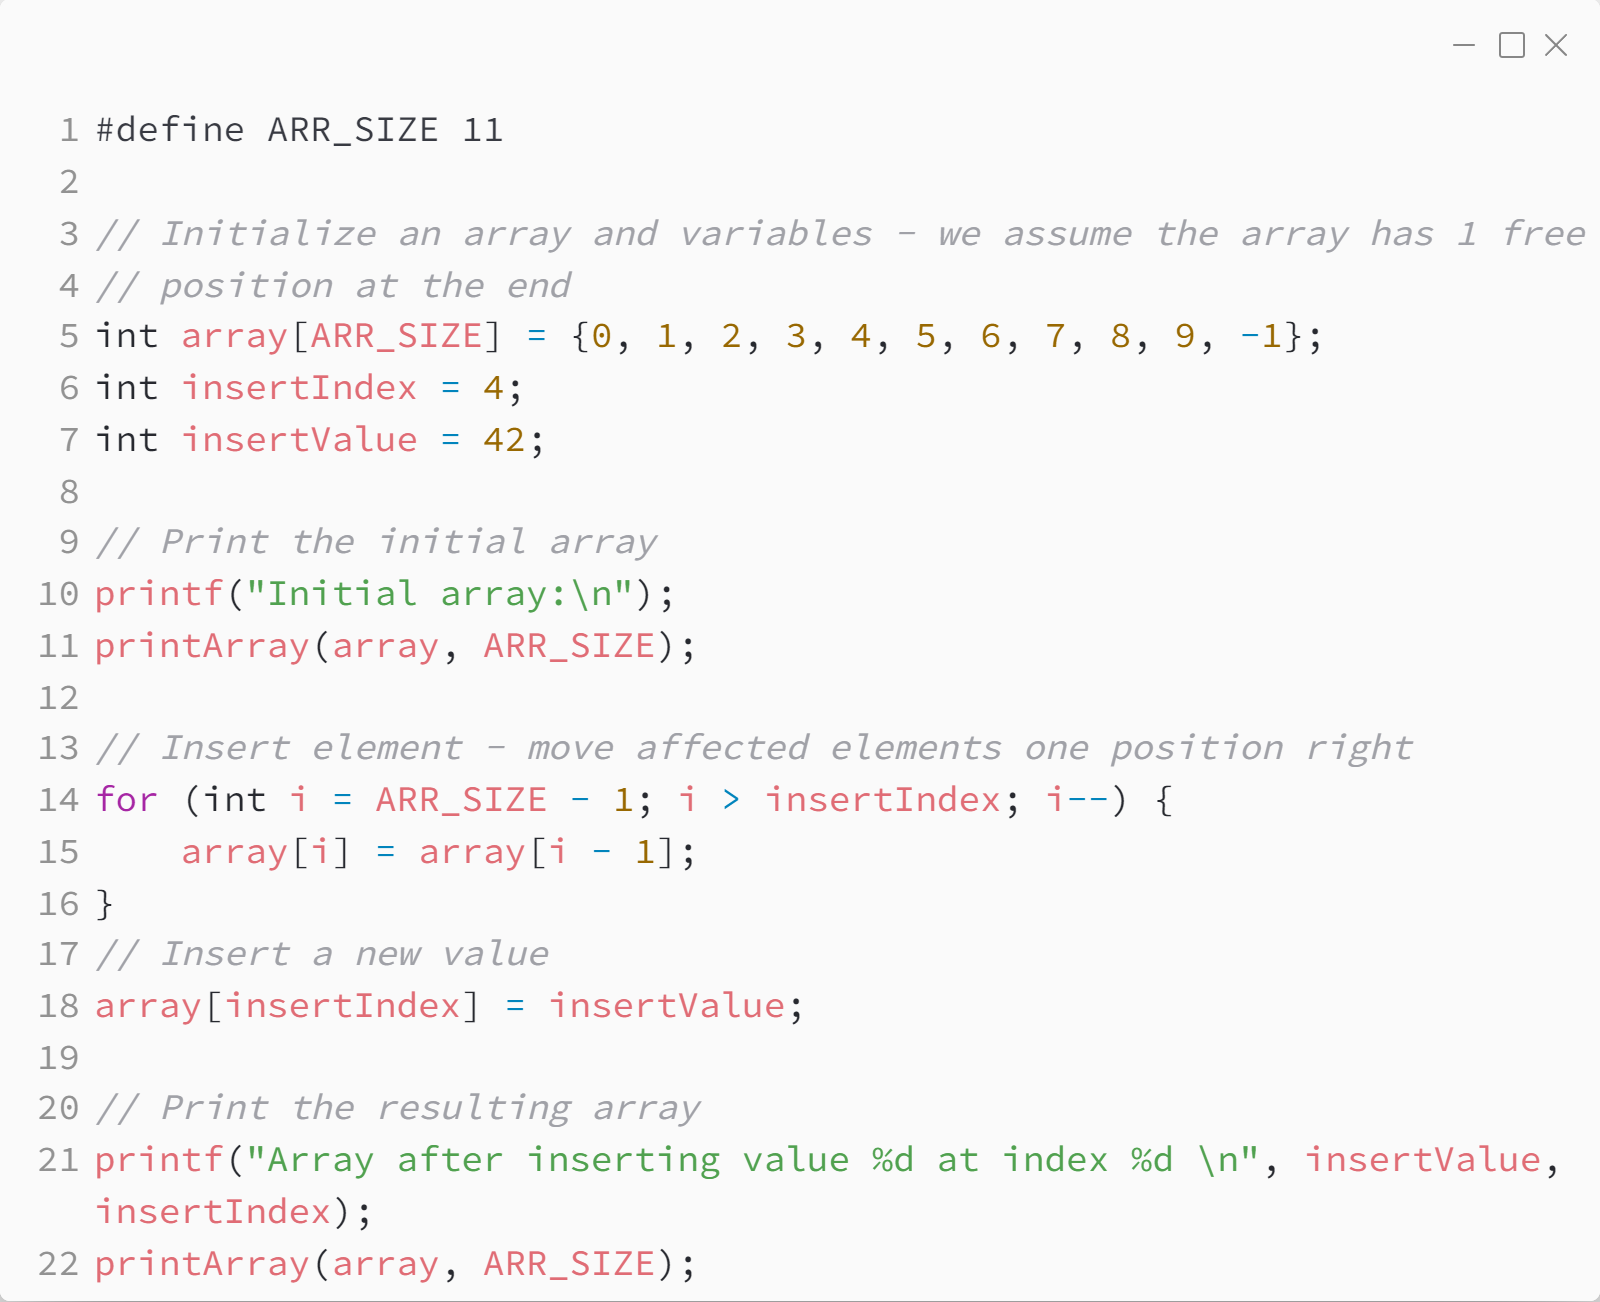 1 #define ARR_SIZE 11
2
3 // Initialize an array and variables - we assume the array has 1 free
4 // position at the end
5 int array[ARR_SIZE] = {0, 1, 2, 3, 4, 5, 6, 7, 8, 9, -1};
6 int insertIndex = 4;
7 int insertValue = 42;
8
9 // Print the initial array
10 printf("Initial array:\n");
11 printArray(array, ARR_SIZE);
12
13 // Insert element - move affected elements one position right
14 for (int i = ARR_SIZE - 1; i > insertIndex; i--) {
15     array[i] = array[i - 1];
16 }
17 // Insert a new value
18 array[insertIndex] = insertValue;
19
20 // Print the resulting array
21 printf("Array after inserting value %d at index %d \n", insertValue,
insertIndex);
22 printArray(array, ARR_SIZE);